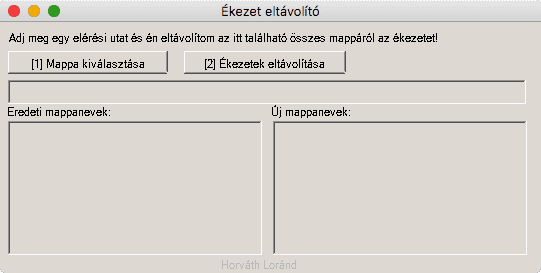 Ékezet eltávolító
Adj meg egy elérési utat és én eltávolítom az itt található összes mappáról az ékezetet!
[1] Mappa kiválasztása
[2] Ékezetek eltávolítása
Eredeti mappanevek:
Új mappanevek:
Horváth Loránd